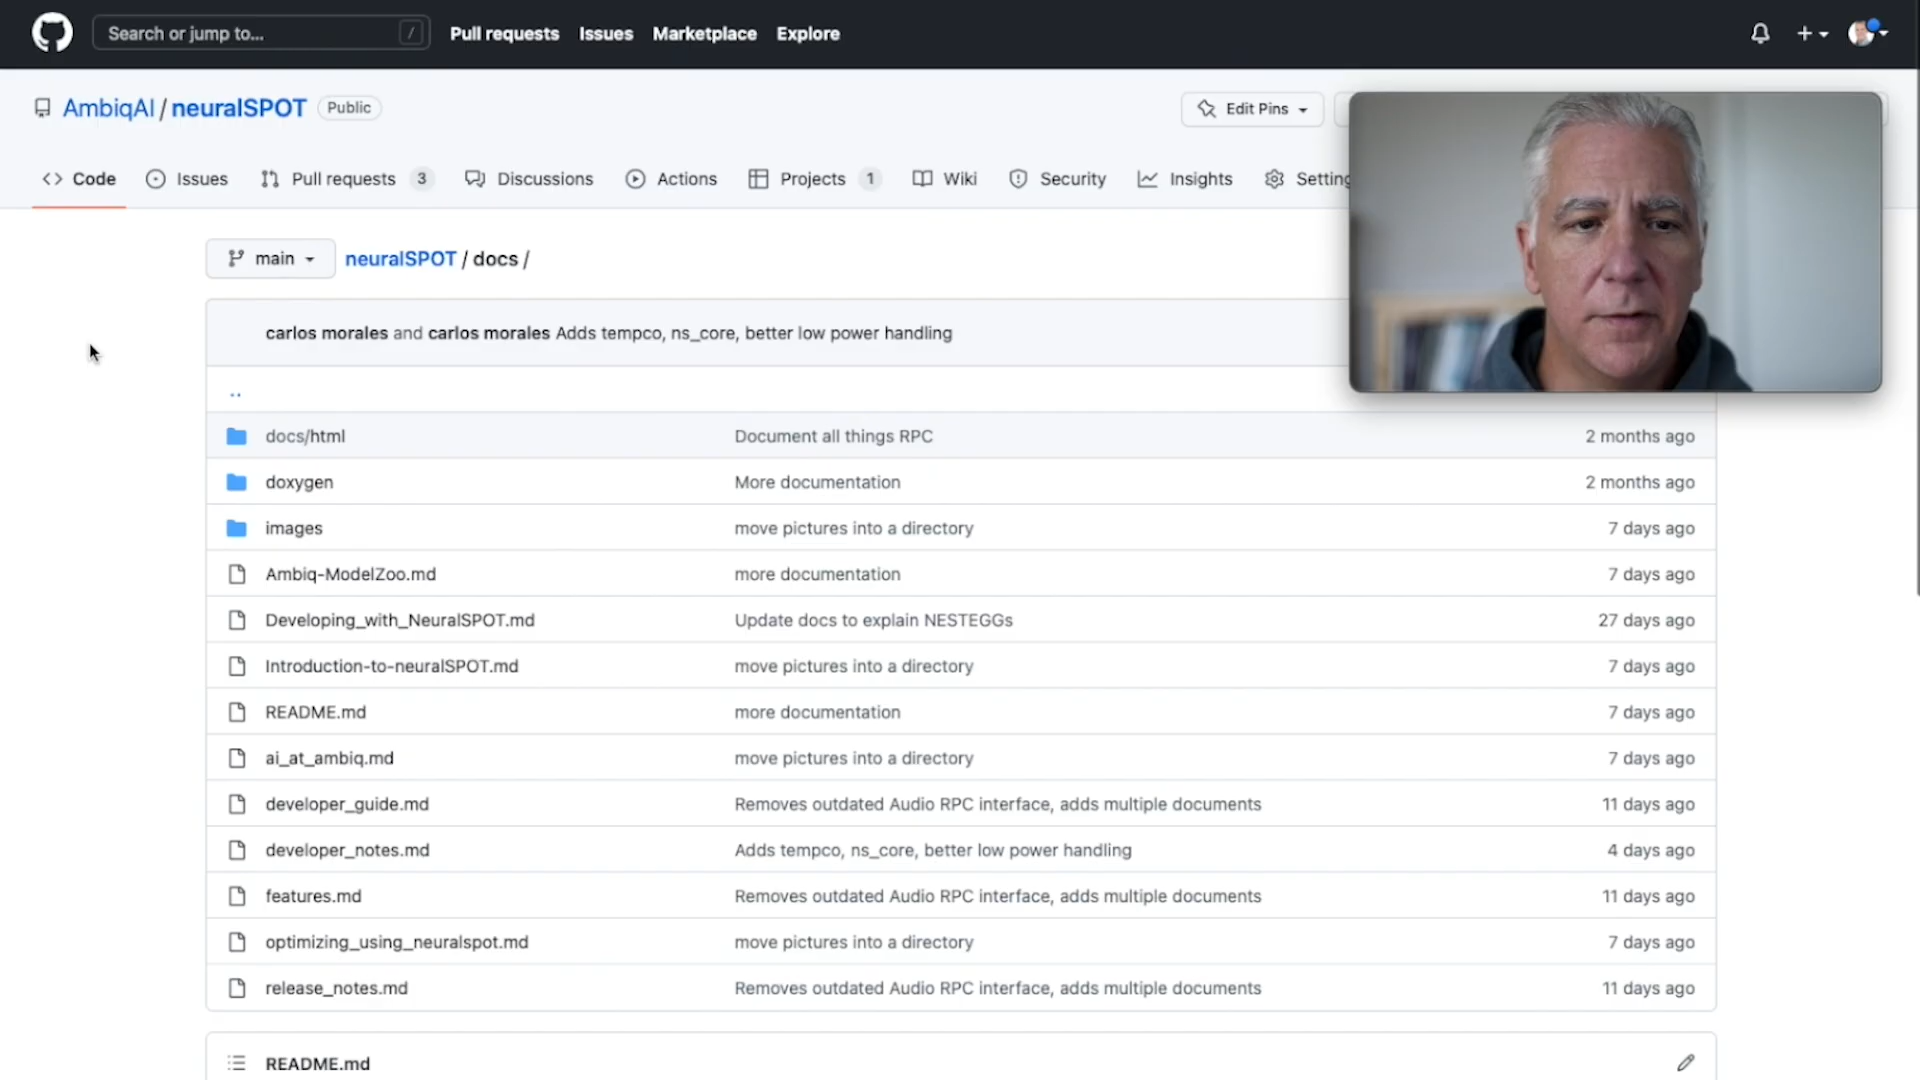 Search or jump to... / Pull requests Issues Marketplace Explore
AmbiqAI / neuralSPOT Public Edit Pins
Code Issues Pull requests 3 Discussions Actions Projects 1 Wiki Security Insights Setting
main neuralSPOT / docs /
carlos morales and carlos morales Adds tempco, ns_core, better low power handling
..
docs/html Document all things RPC 2 months ago
doxygen More documentation 2 months ago
images move pictures into a directory 7 days ago
Ambiq-ModelZoo.md more documentation 7 days ago
Developing_with_NeuralSPOT.md Update docs to explain NESTEGGs 27 days ago
Introduction-to-neuralSPOT.md move pictures into a directory 7 days ago
README.md more documentation 7 days ago
ai_at_ambiq.md move pictures into a directory 7 days ago
developer_guide.md Removes outdated Audio RPC interface, adds multiple documents 11 days ago
developer_notes.md Adds tempco, ns_core, better low power handling 4 days ago
features.md Removes outdated Audio RPC interface, adds multiple documents 11 days ago
optimizing_using_neuralspot.md move pictures into a directory 7 days ago
release_notes.md Removes outdated Audio RPC interface, adds multiple documents 11 days ago
README.md